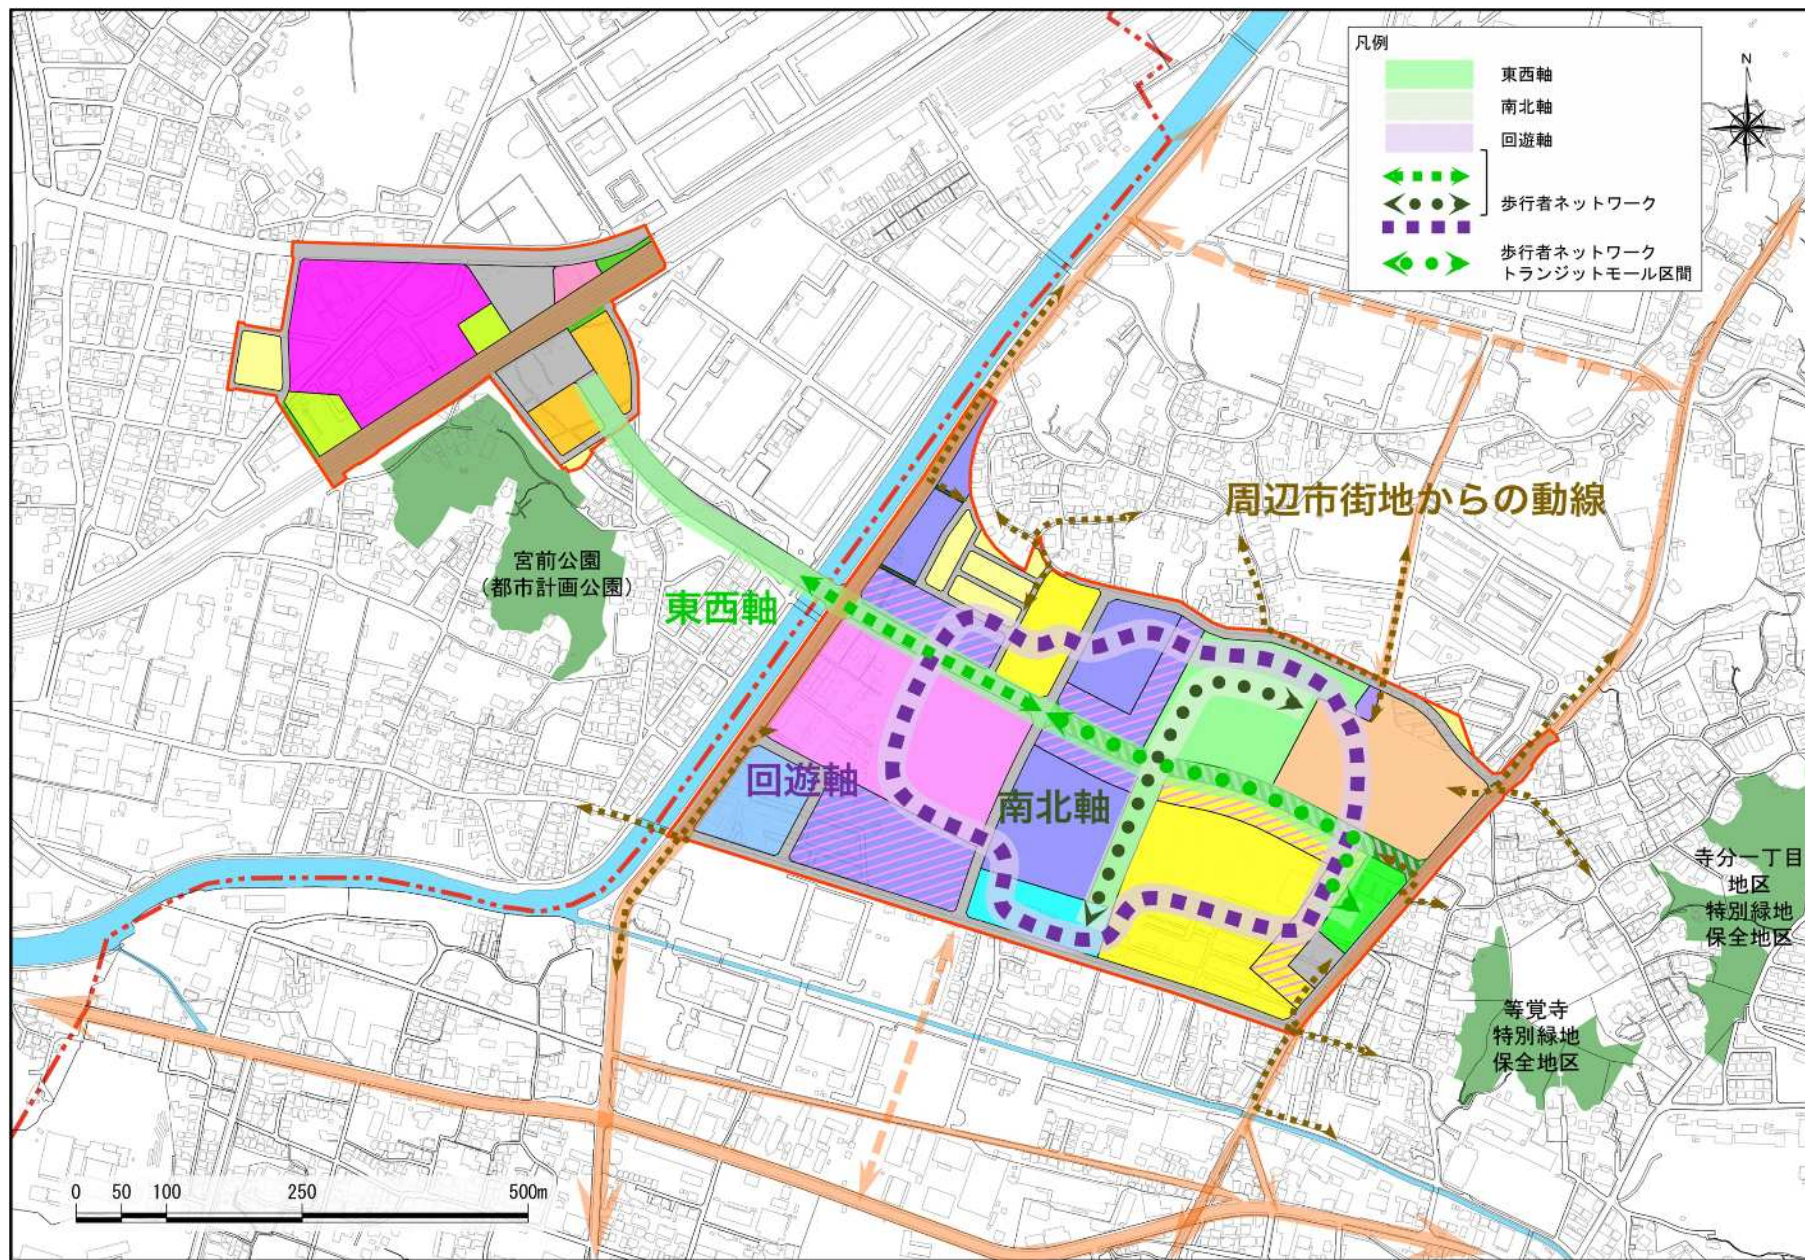 凡例
東西軸
南北軸
回遊軸
歩行者ネットワーク
歩行者ネットワーク
トランジットモール区間
N
周辺市街地からの動線
宮前公園
(都市計画公園)
東西軸
回遊軸
南北軸
寺分一丁目
地区
特別緑地
保全地区
等覚寺
特別緑地
保全地区
0 50 100 250 500m